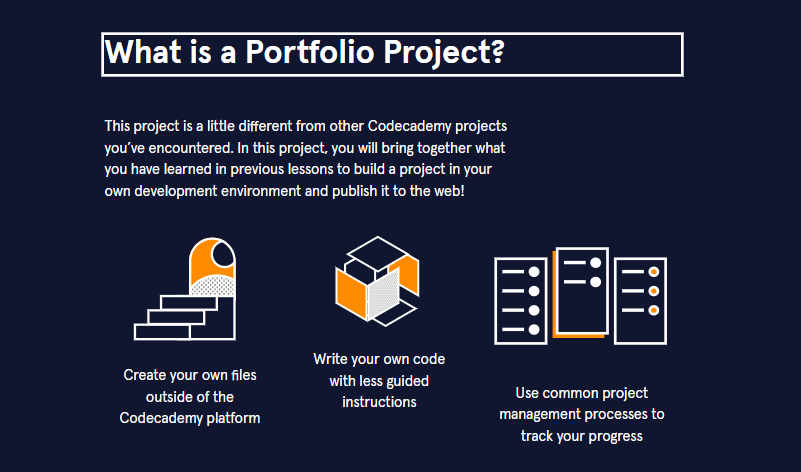 What is a Portfolio Project?
This project is a little different from other Codecademy projects
you've encountered. In this project, you will bring together what
you have learned in previous lessons to build a project in your
own development environment and publish it to the web!
Create your own files
outside of the
Codecademy platform
Write your own code
with less guided
instructions
Use common project
management processes to
track your progress